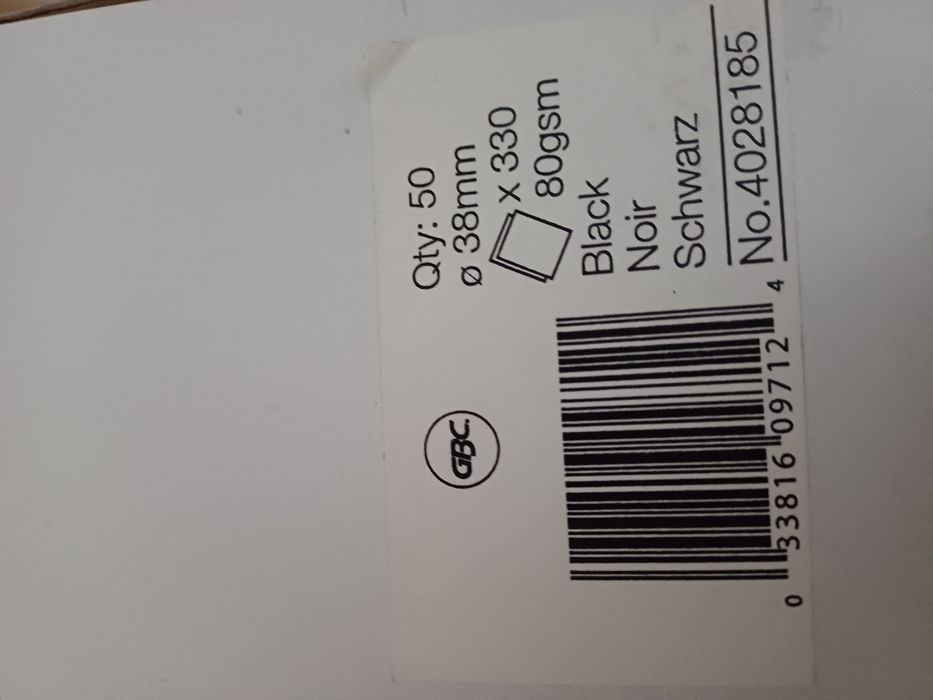 GBC
Qty: 50
ø 38mm
x 330
80gsm
Black
Noir
Schwarz
No.4028185
0 33816 09712 4